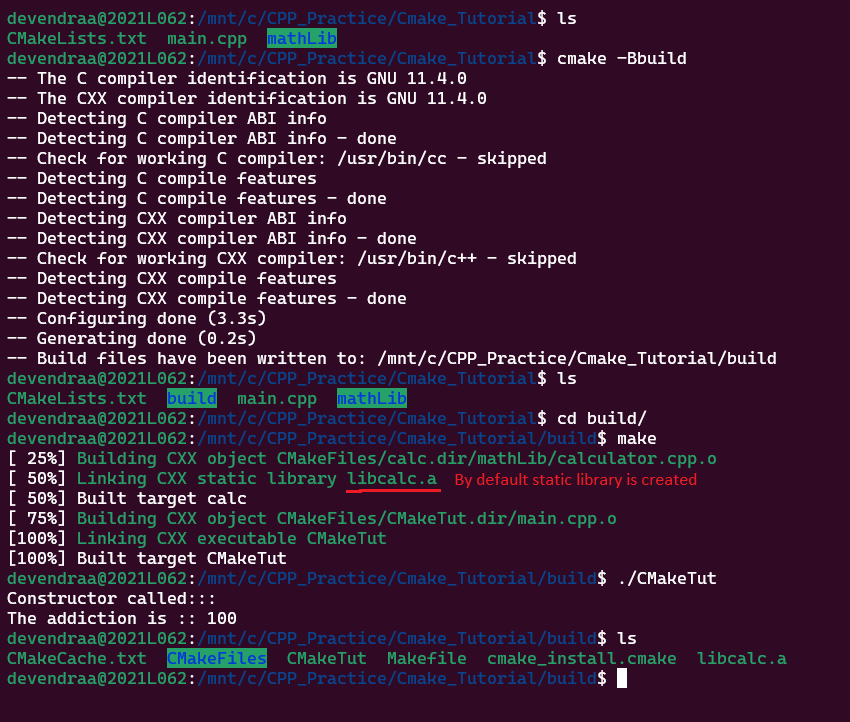 devendraa@2021L062:/mnt/c/CPP_Practice/Cmake_Tutorial$ ls
CMakeLists.txt  main.cpp  mathLib
devendraa@2021L062:/mnt/c/CPP_Practice/Cmake_Tutorial$ cmake -Bbuild
-- The C compiler identification is GNU 11.4.0
-- The CXX compiler identification is GNU 11.4.0
-- Detecting C compiler ABI info
-- Detecting C compiler ABI info - done
-- Check for working C compiler: /usr/bin/cc - skipped
-- Detecting C compile features
-- Detecting C compile features - done
-- Detecting CXX compiler ABI info
-- Detecting CXX compiler ABI info - done
-- Check for working CXX compiler: /usr/bin/c++ - skipped
-- Detecting CXX compile features
-- Detecting CXX compile features - done
-- Configuring done (3.3s)
-- Generating done (0.2s)
-- Build files have been written to: /mnt/c/CPP_Practice/Cmake_Tutorial/build
devendraa@2021L062:/mnt/c/CPP_Practice/Cmake_Tutorial$ ls
CMakeLists.txt  build  main.cpp  mathLib
devendraa@2021L062:/mnt/c/CPP_Practice/Cmake_Tutorial$ cd build/
devendraa@2021L062:/mnt/c/CPP_Practice/Cmake_Tutorial/build$ make
[ 25%] Building CXX object CMakeFiles/calc.dir/mathLib/calculator.cpp.o
[ 50%] Linking CXX static library libcalc.a  By default static library is created
[ 50%] Built target calc
[ 75%] Building CXX object CMakeFiles/CMakeTut.dir/main.cpp.o
[100%] Linking CXX executable CMakeTut
[100%] Built target CMakeTut
devendraa@2021L062:/mnt/c/CPP_Practice/Cmake_Tutorial/build$ ./CMakeTut
Constructor called:::
The addiction is :: 100
devendraa@2021L062:/mnt/c/CPP_Practice/Cmake_Tutorial/build$ ls
CMakeCache.txt  CMakeFiles  CMakeTut  Makefile  cmake_install.cmake  libcalc.a
devendraa@2021L062:/mnt/c/CPP_Practice/Cmake_Tutorial/build$